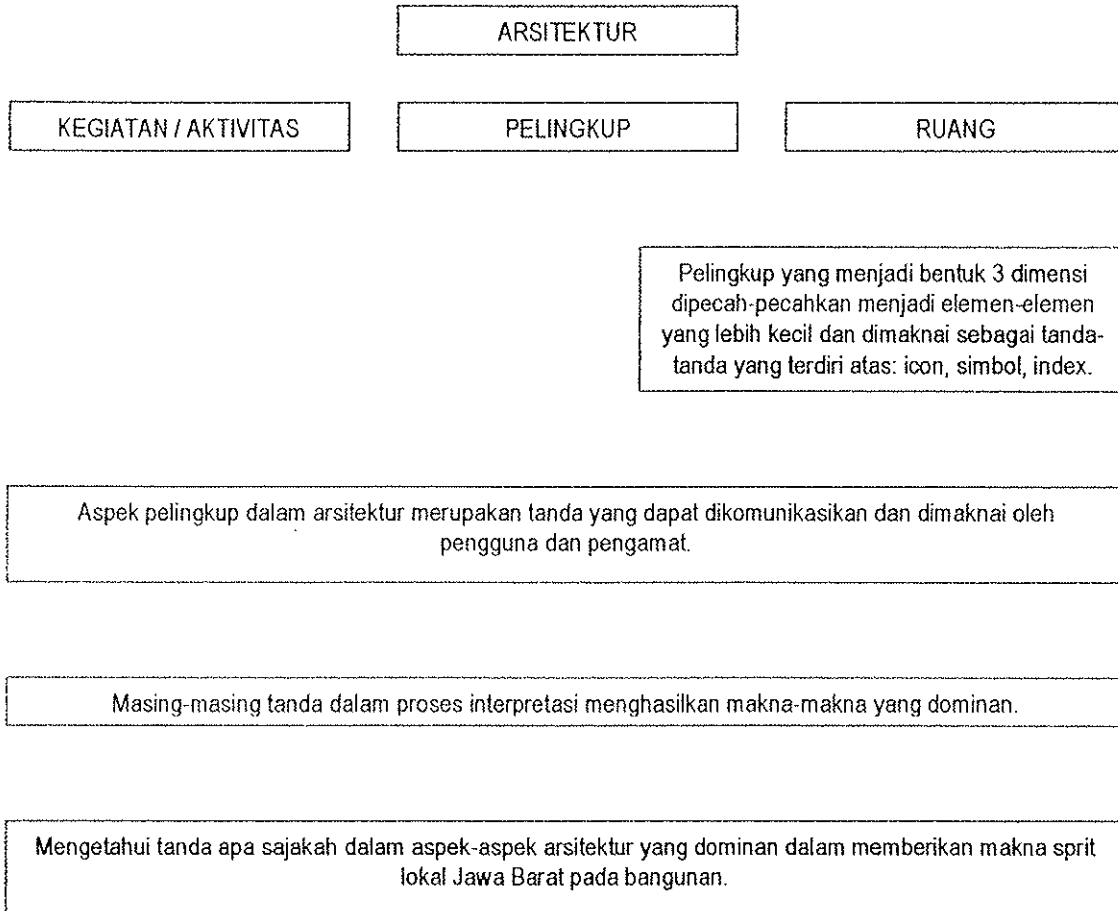 ARSITEKTUR
KEGIATAN / AKTIVITAS
PELINGKUP
RUANG
Pelingkup yang menjadi bentuk 3 dimensi
dipecah-pecahkan menjadi elemen-elemen
yang lebih kecil dan dimaknai sebagai tanda-
tanda yang terdiri atas: icon, simbol, index.
Aspek pelingkup dalam arsitektur merupakan tanda yang dapat dikomunikasikan dan dimaknai oleh
pengguna dan pengamat.
Masing-masing tanda dalam proses interpretasi menghasilkan makna-makna yang dominan.
Mengetahui tanda apa sajakah dalam aspek-aspek arsitektur yang dominan dalam memberikan makna sprit
lokal Jawa Barat pada bangunan.